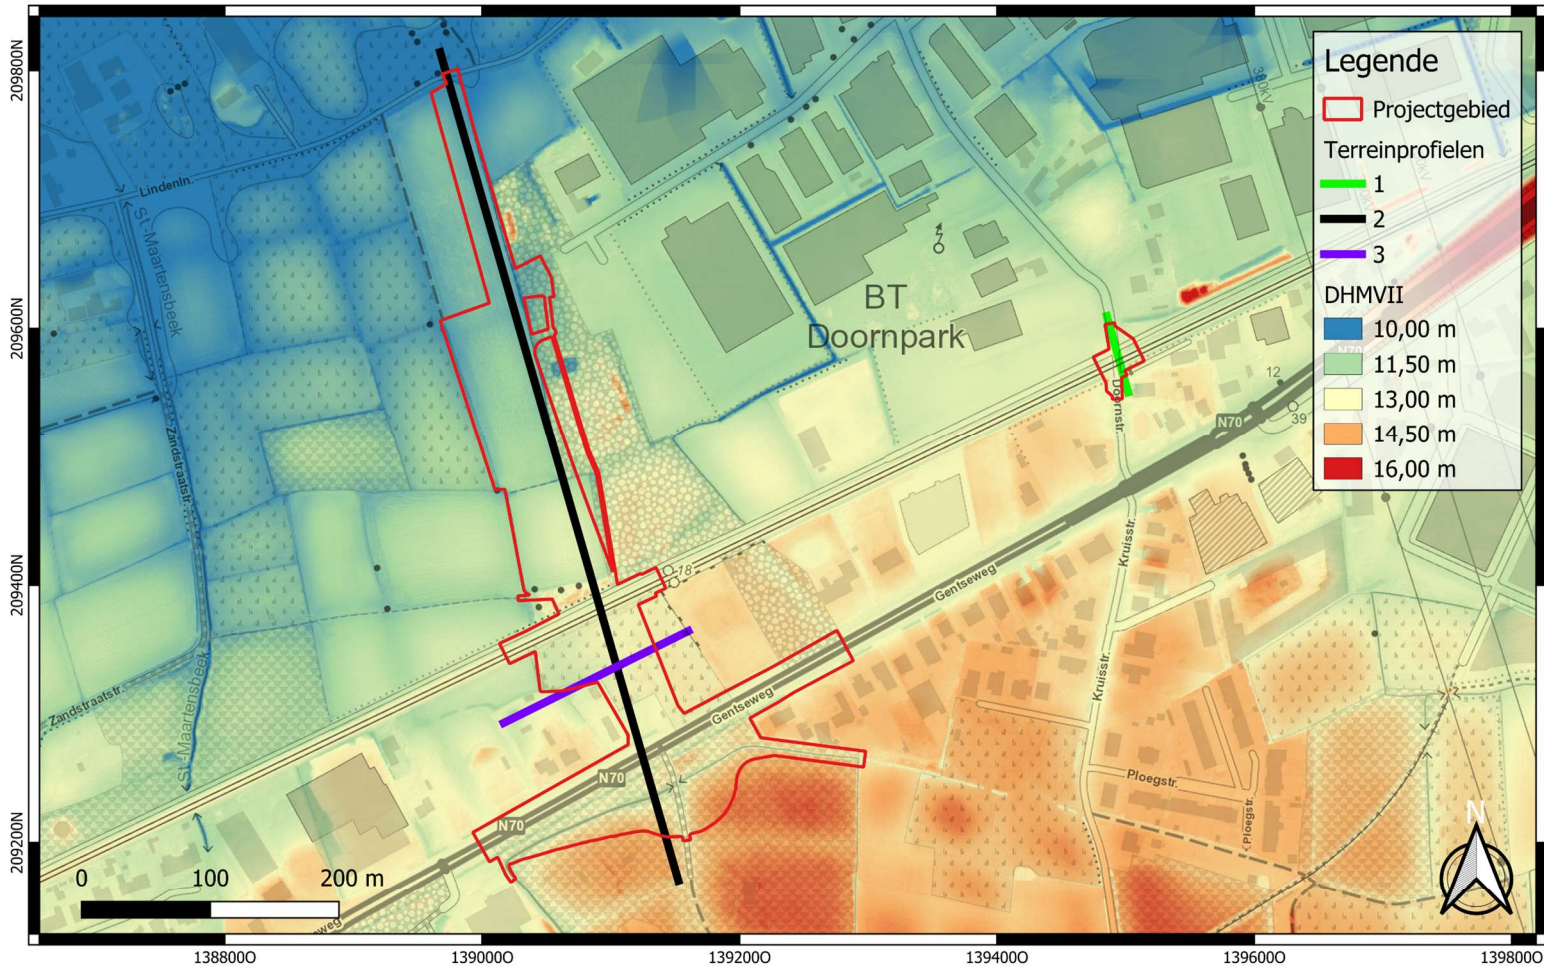 Legende
Projectgebied
Terreinprofielen
1
2
3
DHMVII
10,00 m
11,50 m
13,00 m
14,50 m
16,00 m
209800N
209600N
209400N
209200N
Lindenln.
St.-Maartensbeek
Zandstraatstr.
BT
Doornpark
380kV
N70
12
39
N70
Doornstr.
18
Kruisstr.
Gentseweg
Zandstraatstr.
St.-Maartensbeek
Gentseweg
Kruisstr.
N70
Ploegstr.
Ploegstr.
N70
N
0 100 200 m
138800O 139000O 139200O 139400O 139600O 139800O